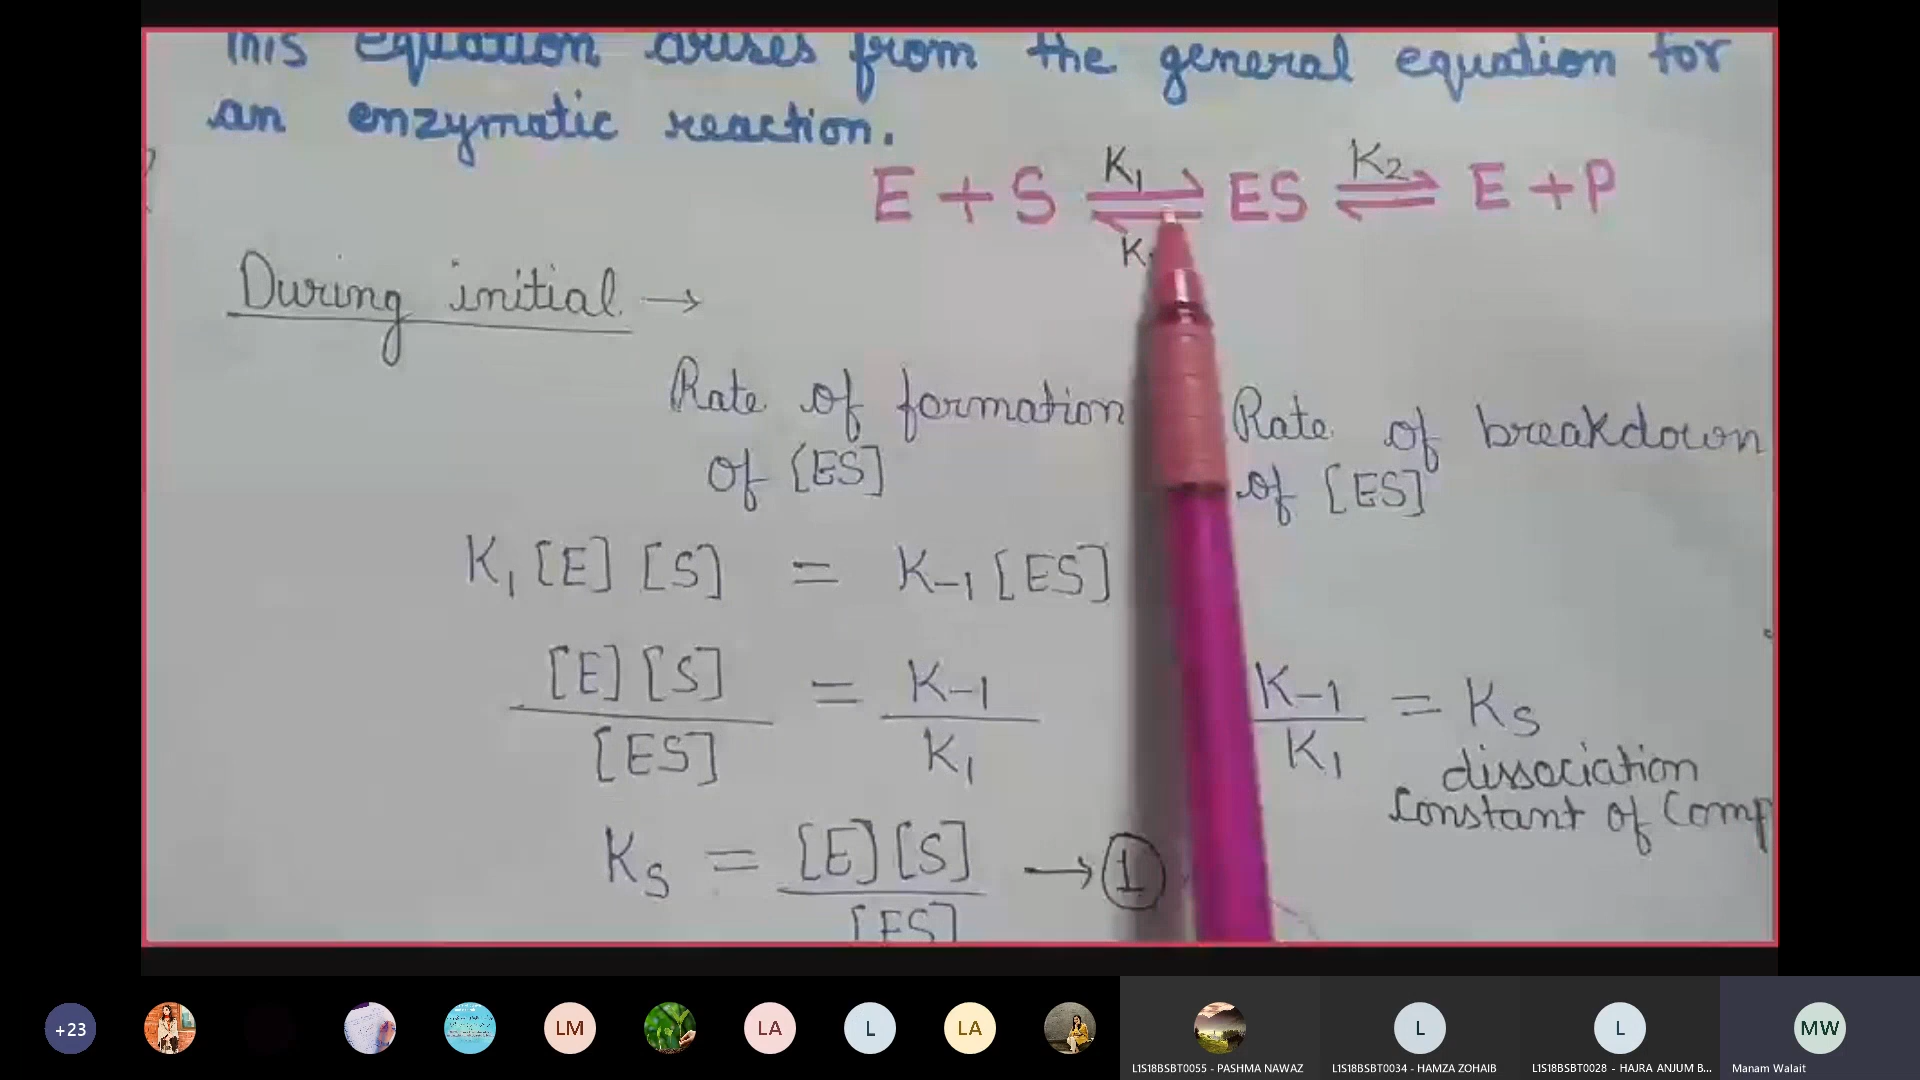 This equation arises from the general equation for
an enzymatic reaction.
E + S K1 ⇌ ES K2 ⇌ E + P
K
During initial →
Rate of formation of [ES]
Rate of breakdown of [ES]
K1 [E] [S] = K-1 [ES]
[E] [S] / [ES] = K-1 / K1
K-1 / K1 = KS
dissociation
Constant of Comp
KS = [E] [S] / [ES] → 1
+23
LM
LA
L
LA
L
L
MW
L1S18BSBT0055 - PASHMA NAWAZ
L1S18BSBT0034 - HAMZA ZOHAIB
L1S18BSBT0028 - HAJRA ANJUM B...
Manam Walait